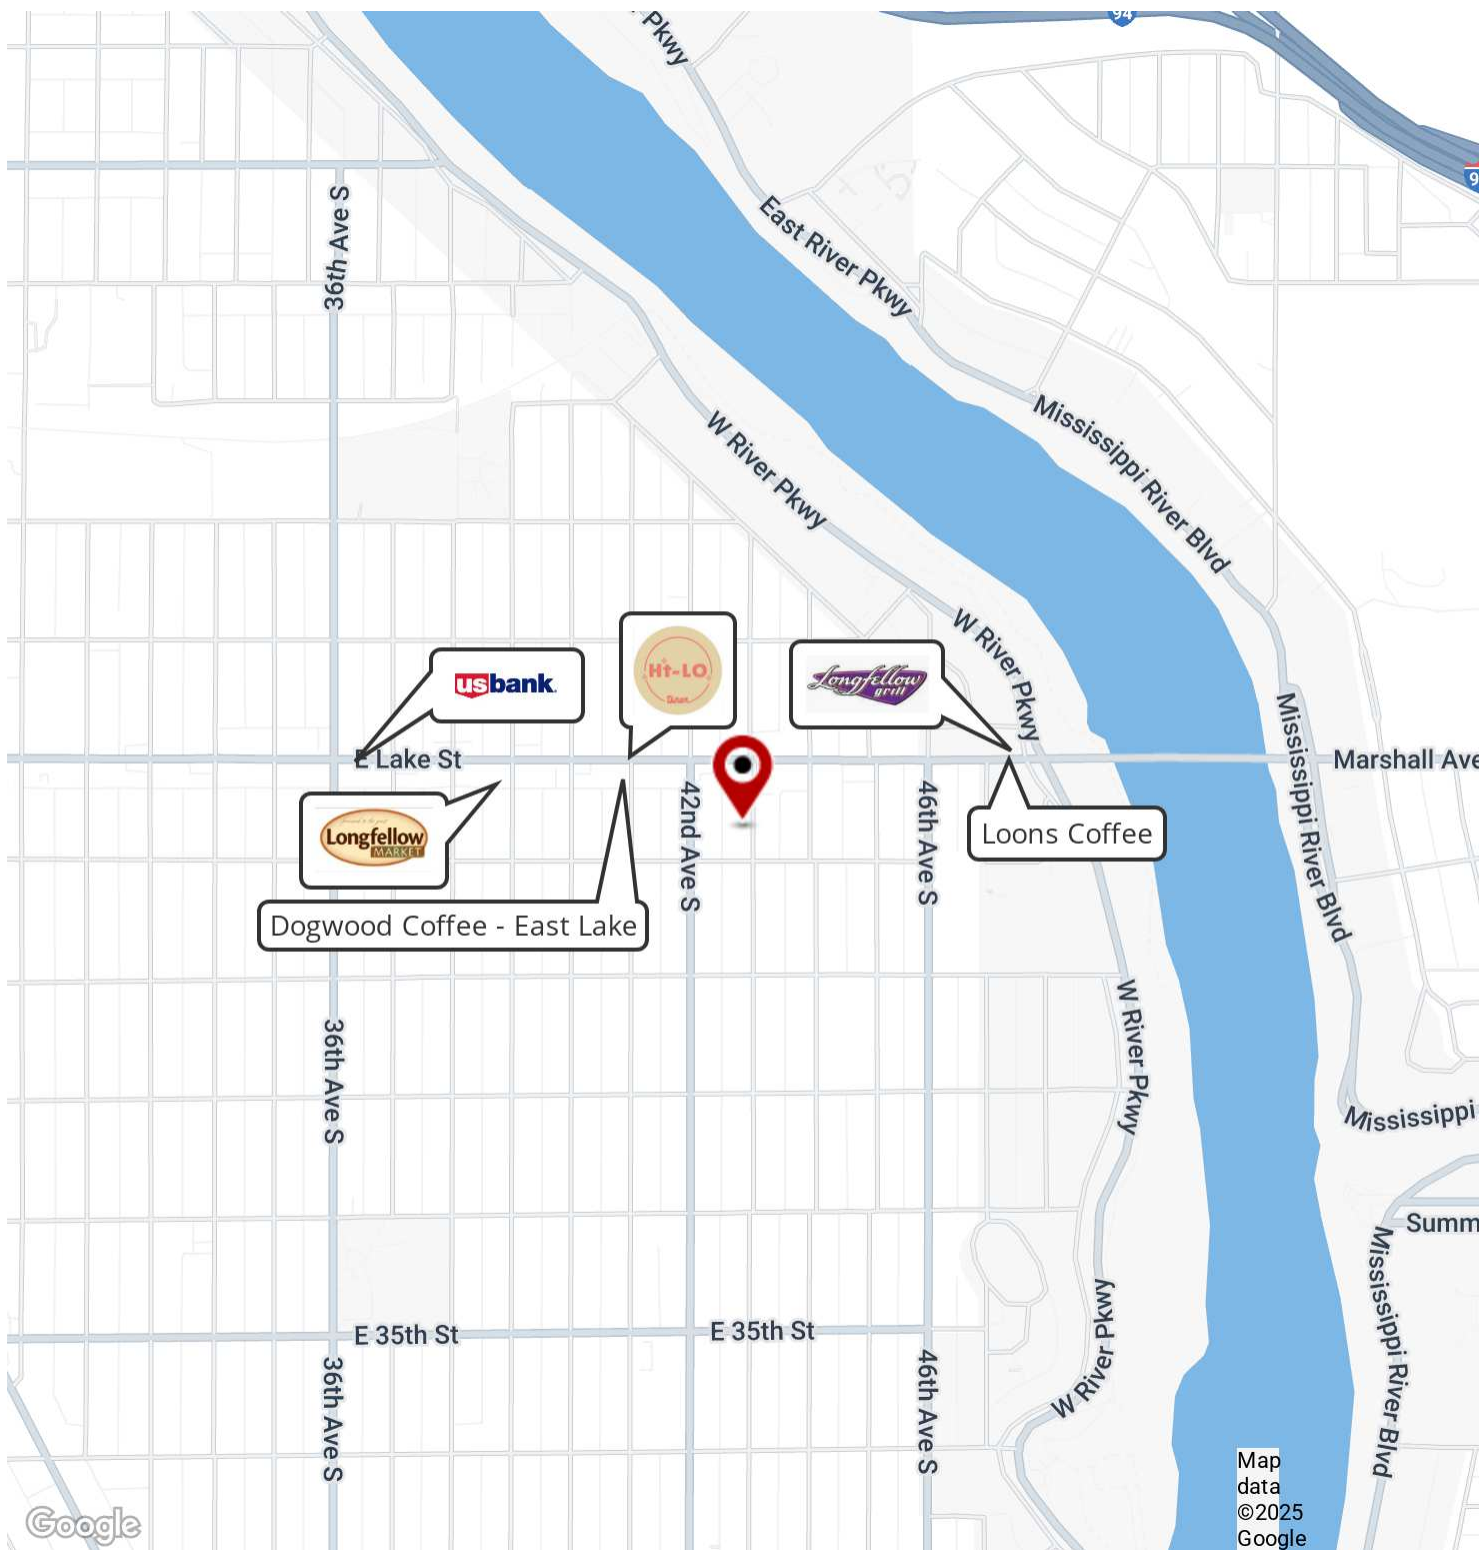 94
Pkwy
94
36th Ave S
East River Pkwy
Mississippi River Blvd
W River Pkwy
W River Pkwy
Hi-LO
Diner
usbank.
Longfellow
grill
Mississippi River Blvd
E Lake St
Marshall Ave
42nd Ave S
46th Ave S
Longfellow
MARKET
Loons Coffee
Dogwood Coffee - East Lake
W River Pkwy
36th Ave S
Mississippi
Summ
Mississippi River Blvd
W River Pkwy
E 35th St
E 35th St
36th Ave S
46th Ave S
Map
data
©2025
Google
Google